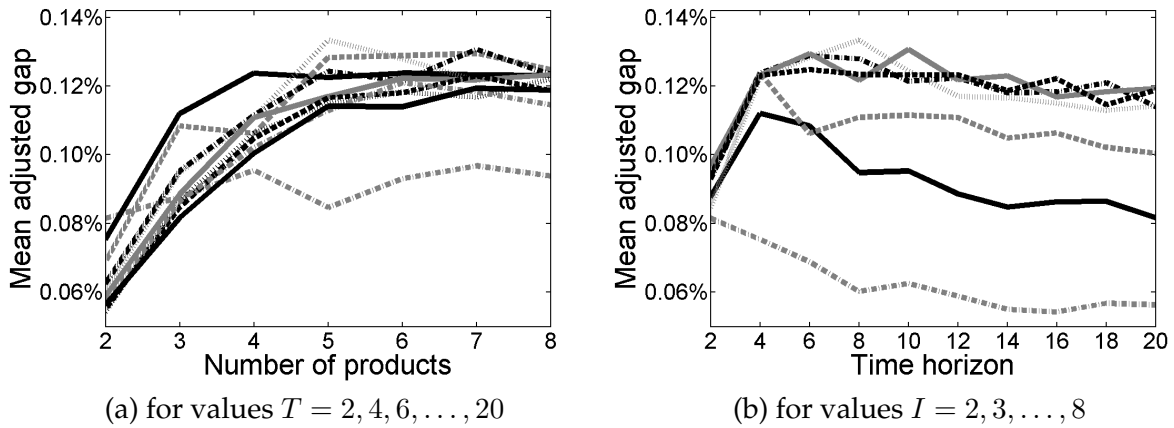 0.14%
0.12%
0.10%
0.08%
0.06%
Mean adjusted gap
2 3 4 5 6 7 8
Number of products
(a) for values T = 2, 4, 6, . . . , 20
0.14%
0.12%
0.10%
0.08%
0.06%
Mean adjusted gap
2 4 6 8 10 12 14 16 18 20
Time horizon
(b) for values I = 2, 3, . . . , 8